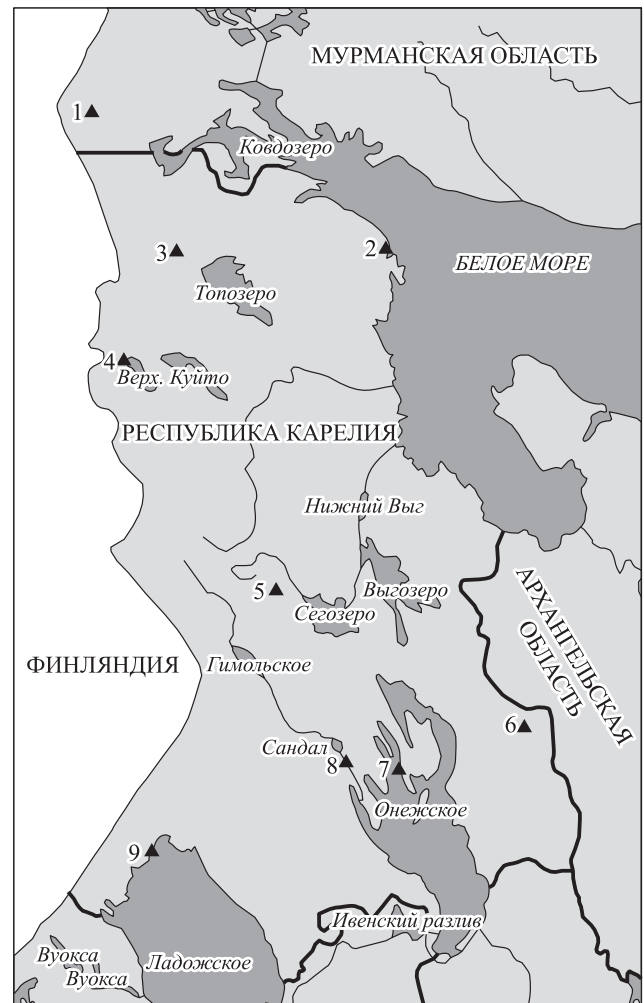 МУРМАНСКАЯ ОБЛАСТЬ
1
Ковдозеро
3
2
БЕЛОЕ МОРЕ
Топозеро
4
Верх. Куйто
РЕСПУБЛИКА КАРЕЛИЯ
Нижний Выг
5
Выгозеро
Сегозеро
АРХАНГЕЛЬСКАЯ
ОБЛАСТЬ
ФИНЛЯНДИЯ
Гимольское
6
Сандал
8
7
Онежское
9
Ивенский разлив
Вуокса
Вуокса
Ладожское